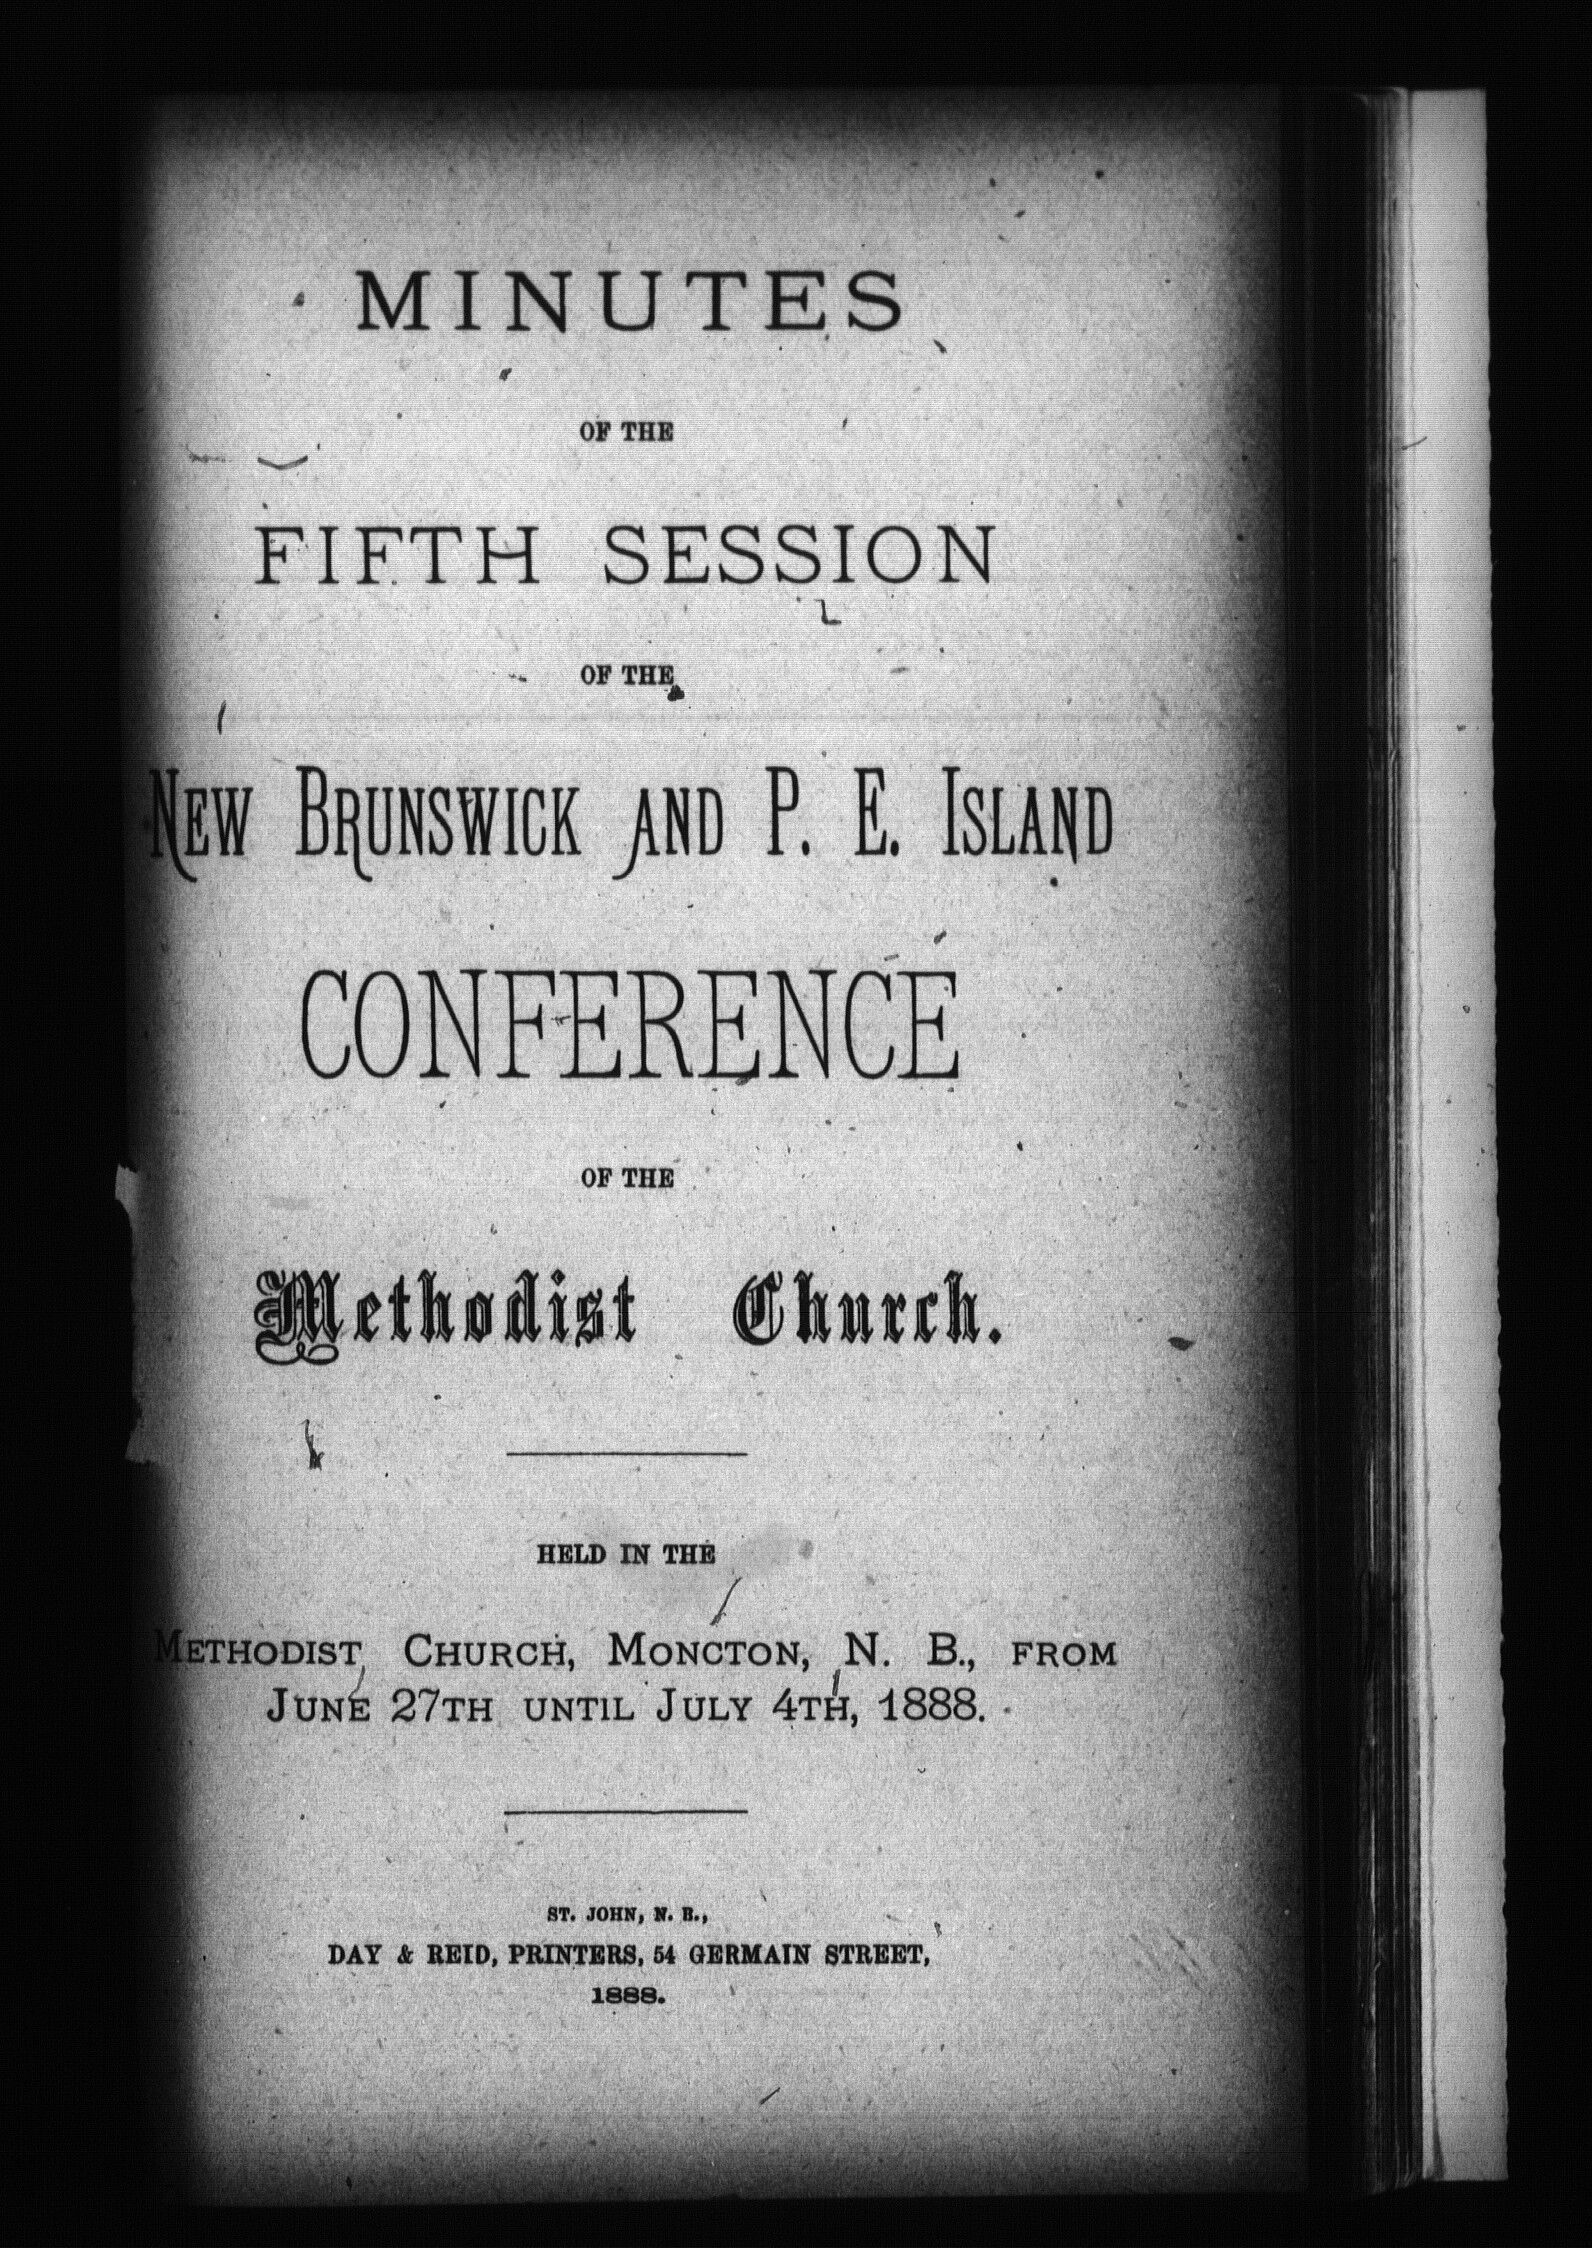 MINUTES
OF THE
FIFTH SESSION
OF THE
NEW BRUNSWICK AND P. E. ISLAND
CONFERENCE
OF THE
Methodist Church.
HELD IN THE
METHODIST CHURCH, MONCTON, N. B., FROM
JUNE 27TH UNTIL JULY 4TH, 1888.
ST. JOHN, N. B.,
DAY & REID, PRINTERS, 54 GERMAIN STREET,
1888.